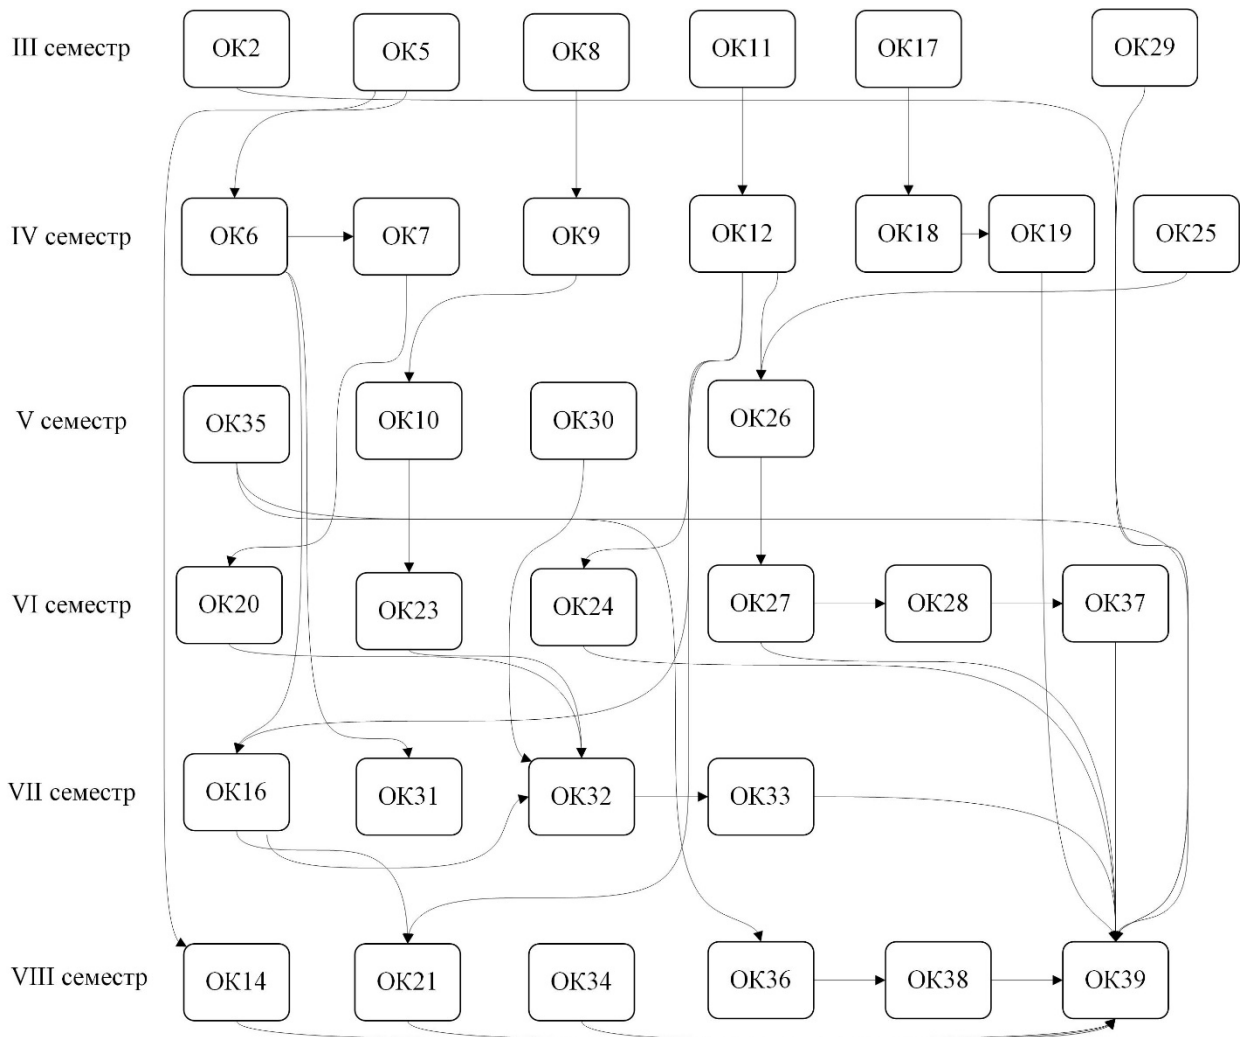 III семестр ОК2 ОК5 ОК8 ОК11 ОК17 ОК29
IV семестр ОК6 ОК7 ОК9 ОК12 ОК18 ОК19 ОК25
V семестр ОК35 ОК10 ОК30 ОК26
VI семестр ОК20 ОК23 ОК24 ОК27 ОК28 ОК37
VII семестр ОК16 ОК31 ОК32 ОК33
VIII семестр ОК14 ОК21 ОК34 ОК36 ОК38 ОК39